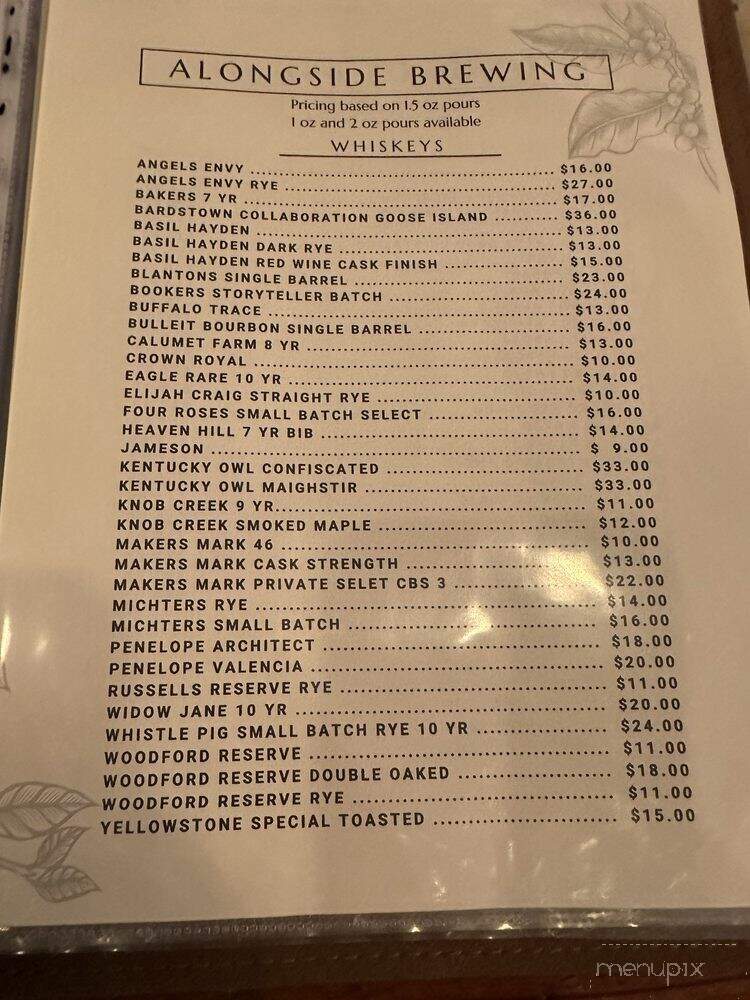 ALONGSIDE BREWING
Pricing based on 1.5 oz pours
1 oz and 2 oz pours available
WHISKEYS
ANGELS ENVY ........ $16.00
ANGELS ENVY RYE ........ $27.00
BAKERS 7 YR ........ $17.00
BARDSTOWN COLLABORATION GOOSE ISLAND ........ $36.00
BASIL HAYDEN ........ $13.00
BASIL HAYDEN DARK RYE ........ $13.00
BASIL HAYDEN RED WINE CASK FINISH ........ $15.00
BLANTONS SINGLE BARREL ........ $23.00
BOOKERS STORYTELLER BATCH ........ $24.00
BUFFALO TRACE ........ $13.00
BULLEIT BOURBON SINGLE BARREL ........ $16.00
CALUMET FARM 8 YR ........ $13.00
CROWN ROYAL ........ $10.00
EAGLE RARE 10 YR ........ $14.00
ELIJAH CRAIG STRAIGHT RYE ........ $10.00
FOUR ROSES SMALL BATCH SELECT ........ $16.00
HEAVEN HILL 7 YR BIB ........ $14.00
JAMESON ........ $ 9.00
KENTUCKY OWL CONFISCATED ........ $33.00
KENTUCKY OWL MAIGHSTIR ........ $33.00
KNOB CREEK 9 YR........ $11.00
KNOB CREEK SMOKED MAPLE ........ $12.00
MAKERS MARK 46 ........ $10.00
MAKERS MARK CASK STRENGTH ........ $13.00
MAKERS MARK PRIVATE SELET CBS 3 ........ $22.00
MICHTERS RYE ........ $14.00
MICHTERS SMALL BATCH ........ $16.00
PENELOPE ARCHITECT ........ $18.00
PENELOPE VALENCIA ........ $20.00
RUSSELLS RESERVE RYE ........ $11.00
WIDOW JANE 10 YR ........ $20.00
WHISTLE PIG SMALL BATCH RYE 10 YR ........ $24.00
WOODFORD RESERVE ........ $11.00
WOODFORD RESERVE DOUBLE OAKED ........ $18.00
WOODFORD RESERVE RYE ........ $11.00
YELLOWSTONE SPECIAL TOASTED ........ $15.00
menupix